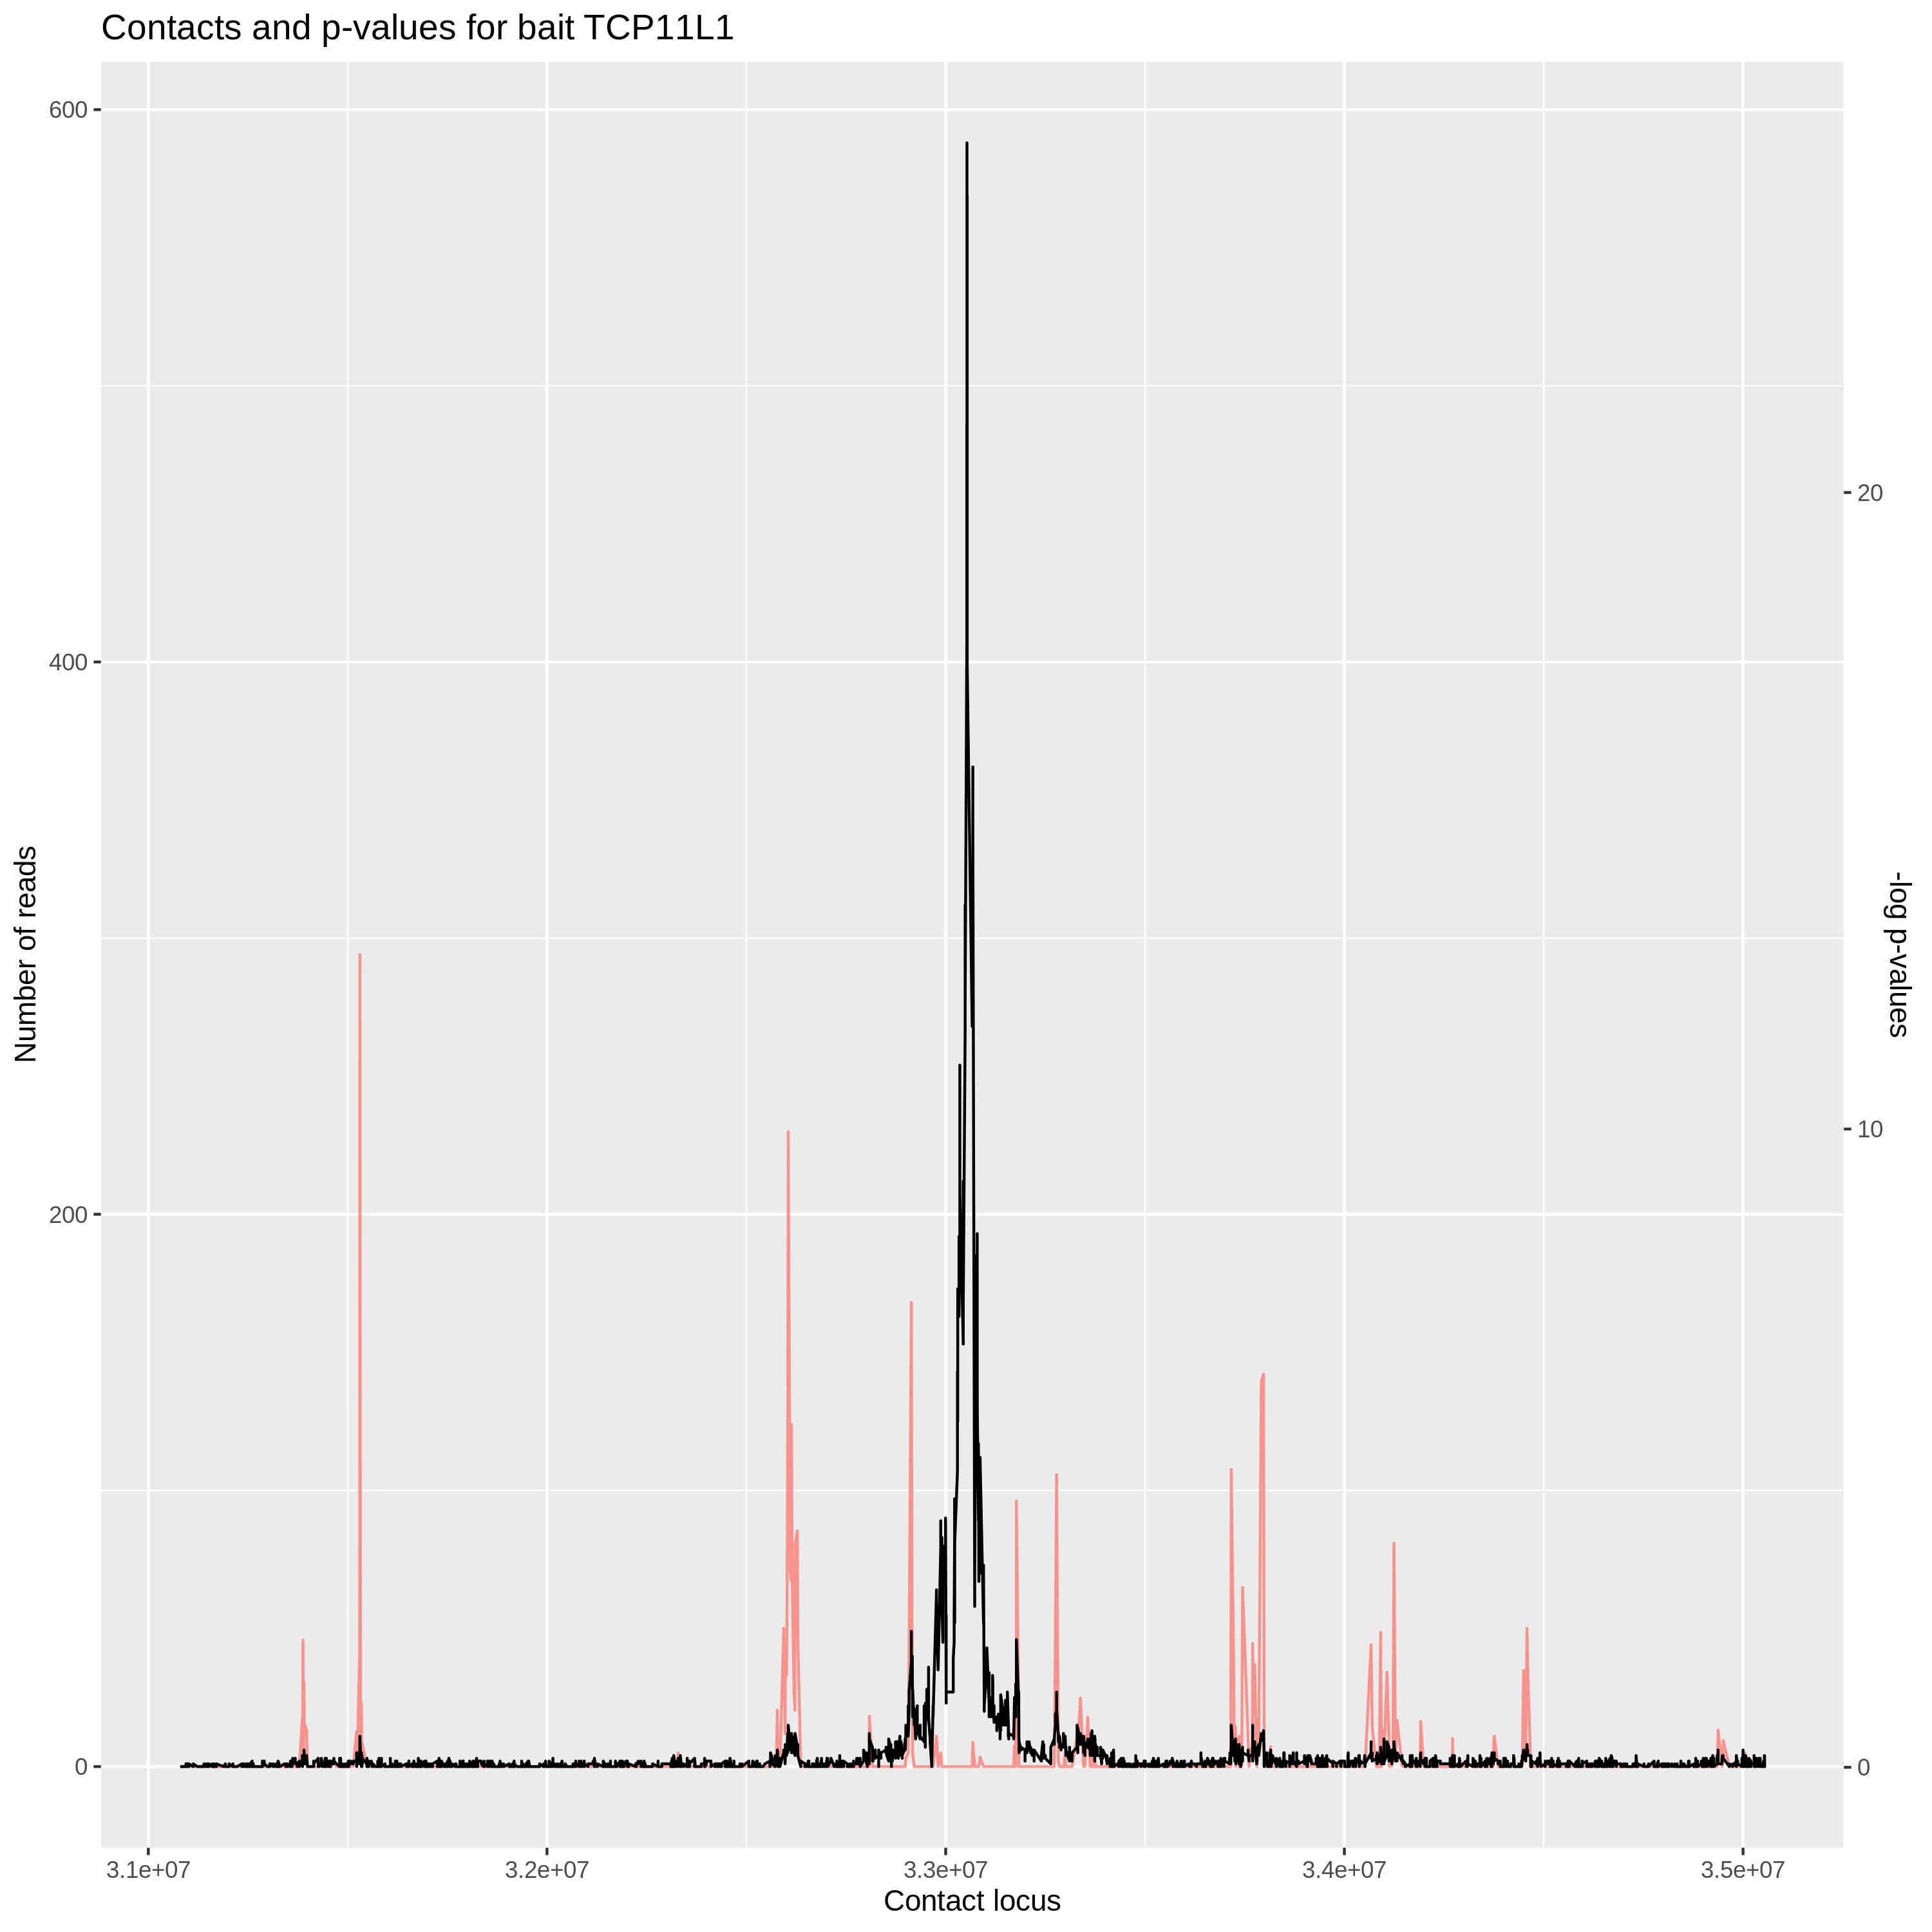 Contacts and p-values for bait TCP11L1
600
400
200
0
Number of reads
20
10
0
-log p-values
3.1e+07
3.2e+07
3.3e+07
3.4e+07
3.5e+07
Contact locus